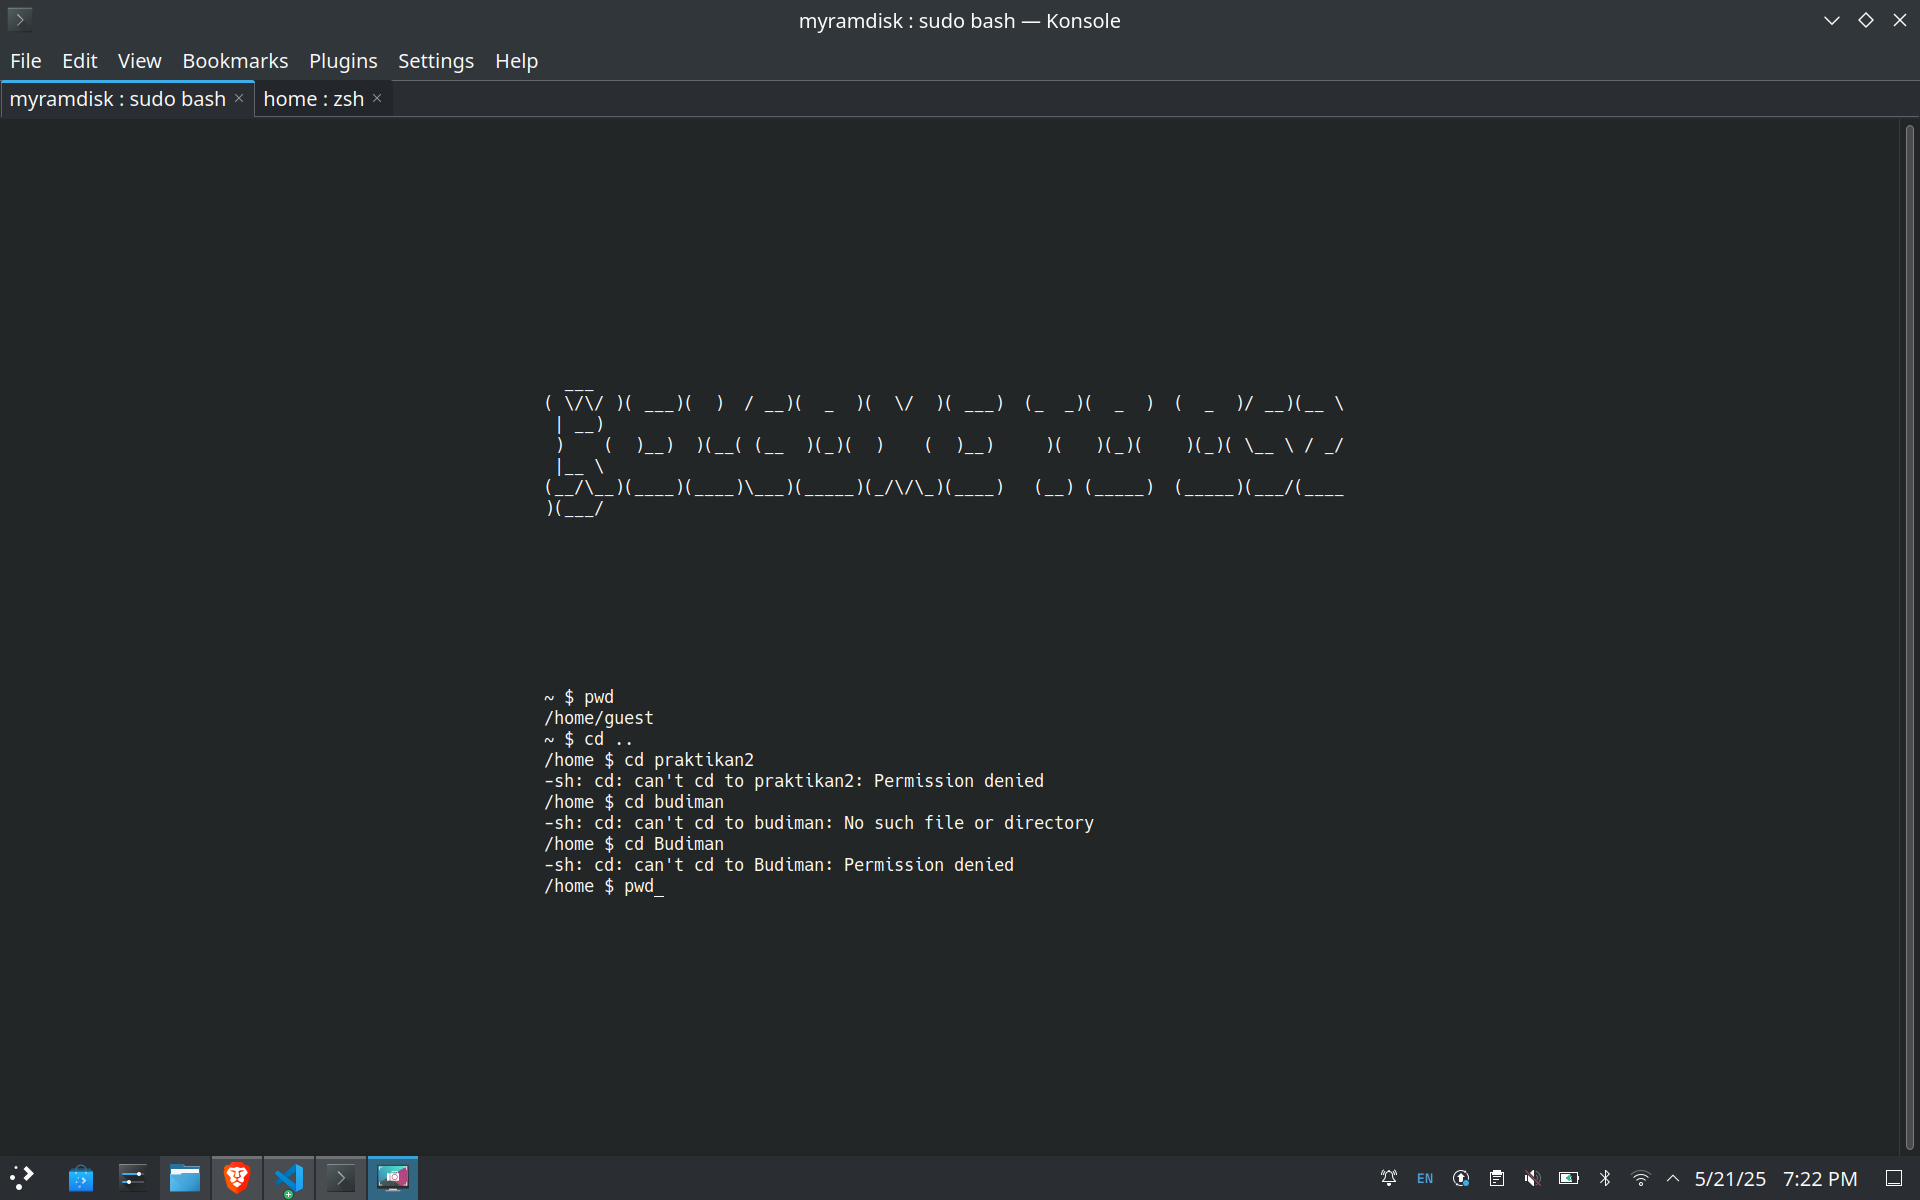 myramdisk : sudo bash — Konsole
File Edit View Bookmarks Plugins Settings Help
myramdisk : sudo bash × home : zsh ×
  ___
( \/\/ )( ___)(  )  / __)(  _  )(  \/  )( ___)  (_  _)(  _  )  (  _  )/ __)(__ \
 | __)
 )    (  )__)  )(__( (__  )(_)(  )    (  )__)     )(   )(_)(    )(_)( \__ \ / _/
 |__ \
(__/\__)(____)(____)\___)(_____)(_/\/\_)(____)   (__) (_____)  (_____)(___/(____
)(___/
~ $ pwd
/home/guest
~ $ cd ..
/home $ cd praktikan2
-sh: cd: can't cd to praktikan2: Permission denied
/home $ cd budiman
-sh: cd: can't cd to budiman: No such file or directory
/home $ cd Budiman
-sh: cd: can't cd to Budiman: Permission denied
/home $ pwd_
EN 5/21/25 7:22 PM